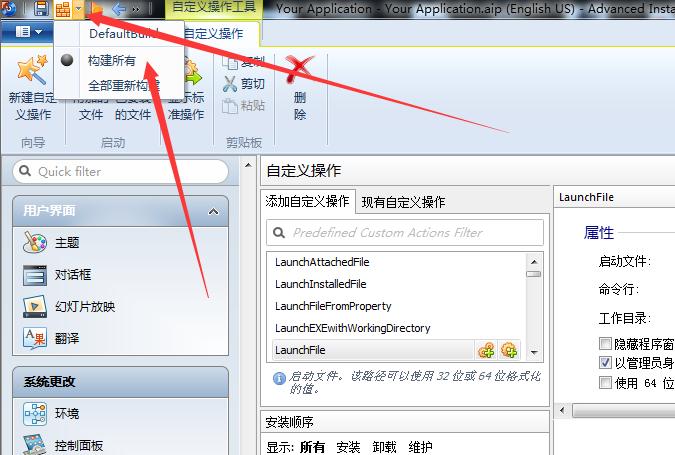 自定义操作工具
Your Application - Your Application.aip (English US) - Advanced Insta
DefaultBuild
自定义操作
构建所有
全部重新构建
新建自定
义操作
文件
的文件
显示标
准操作
复制
剪切
粘贴
删
除
向导
启动
剪贴板
Quick filter
用户界面
主题
对话框
幻灯片放映
翻译
系统更改
环境
控制面板
自定义操作
添加自定义操作
现有自定义操作
Predefined Custom Actions Filter
LaunchAttachedFile
LaunchInstalledFile
LaunchFileFromProperty
LaunchEXEwithWorkingDirectory
LaunchFile
启动文件。该路径可以使用 32 位或 64 位格式化
的值。
安装顺序
显示: 所有 安装 卸载 维护
LaunchFile
属性
启动文件:
命令行:
工作目录:
隐藏程序窗
以管理员身
使用 64 位